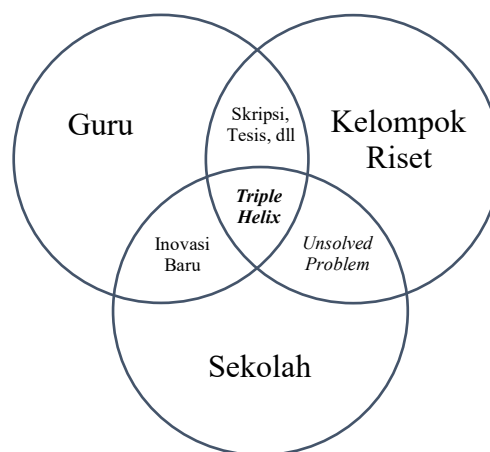 Guru
Skripsi,
Tesis, dll
Kelompok
Riset
Triple
Helix
Inovasi
Baru
Unsolved
Problem
Sekolah